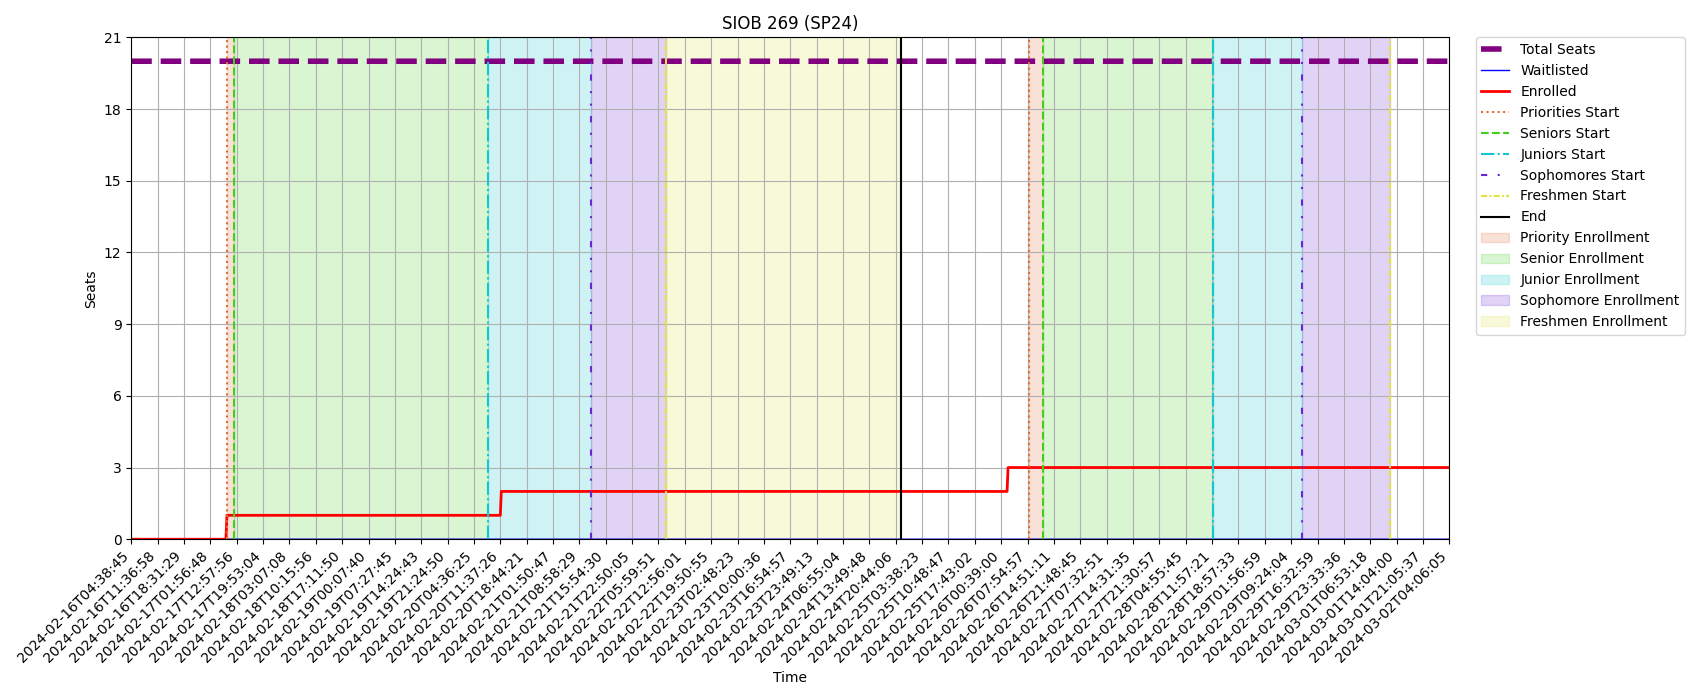 SIOB 269 (SP24)
21
18
15
12
9
6
3
0
Seats
2024-02-16T04:38:45
2024-02-16T11:36:58
2024-02-16T18:31:29
2024-02-17T01:56:48
2024-02-17T12:57:56
2024-02-17T19:53:04
2024-02-18T03:07:08
2024-02-18T10:15:56
2024-02-18T17:11:50
2024-02-19T00:07:40
2024-02-19T07:27:45
2024-02-19T14:24:43
2024-02-19T21:24:50
2024-02-20T04:36:25
2024-02-20T11:37:26
2024-02-20T18:44:21
2024-02-21T01:50:47
2024-02-21T08:58:29
2024-02-21T15:54:30
2024-02-21T22:50:05
2024-02-22T05:59:51
2024-02-22T12:56:01
2024-02-22T19:50:55
2024-02-23T02:48:23
2024-02-23T10:00:36
2024-02-23T16:54:57
2024-02-23T23:49:13
2024-02-24T06:55:04
2024-02-24T13:49:48
2024-02-24T20:44:06
2024-02-25T03:38:23
2024-02-25T10:48:47
2024-02-25T17:43:02
2024-02-26T00:39:00
2024-02-26T07:54:57
2024-02-26T14:51:11
2024-02-26T21:48:45
2024-02-27T07:32:51
2024-02-27T14:31:35
2024-02-27T21:30:57
2024-02-28T04:55:45
2024-02-28T11:57:21
2024-02-28T18:57:33
2024-02-29T01:56:59
2024-02-29T09:24:04
2024-02-29T16:32:59
2024-02-29T23:33:36
2024-03-01T06:53:18
2024-03-01T14:04:00
2024-03-01T21:05:37
2024-03-02T04:06:05
Time
Total Seats
Waitlisted
Enrolled
Priorities Start
Seniors Start
Juniors Start
Sophomores Start
Freshmen Start
End
Priority Enrollment
Senior Enrollment
Junior Enrollment
Sophomore Enrollment
Freshmen Enrollment